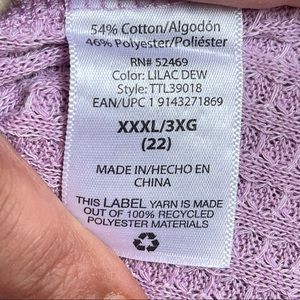 54% Cotton/Algodón
46% Polyester/Poliéster
RN# 52469
Color: LILAC DEW
Style: TTL39018
EAN/UPC 1 9143271869
XXXL/3XG
(22)
MADE IN/HECHO EN
CHINA
THIS LABEL YARN IS MADE
OUT OF 100% RECYCLED
POLYESTER MATERIALS